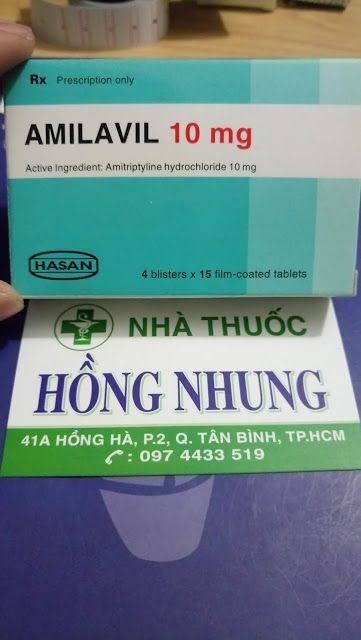 Rx Prescription only
AMILAVIL 10 mg
Active Ingredient: Amitriptyline hydrochloride 10 mg
HASAN
4 blisters x 15 film-coated tablets
NHÀ THUỐC
HỒNG NHUNG
41A HỒNG HÀ, P.2, Q. TÂN BÌNH, TP.HCM
: 097 4433 519